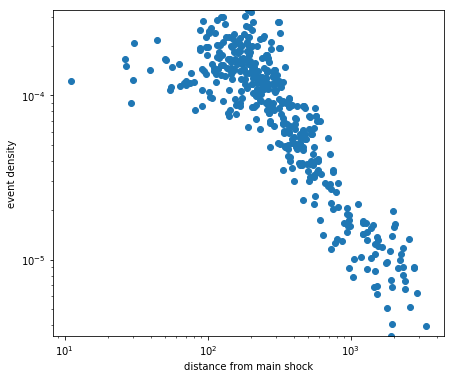 event density
10⁻⁴
10⁻⁵
10¹
10²
10³
distance from main shock